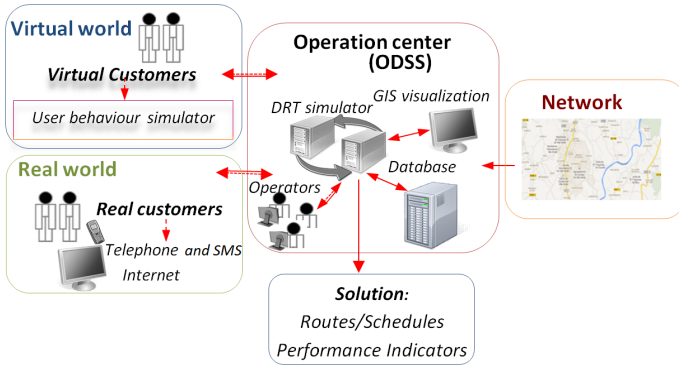 Virtual world
Virtual Customers
User behaviour simulator
Real world
Real customers
Telephone and SMS
Internet
Operation center
(ODSS)
GIS visualization
DRT simulator
Database
Operators
Network
Solution:
Routes/Schedules
Performance Indicators